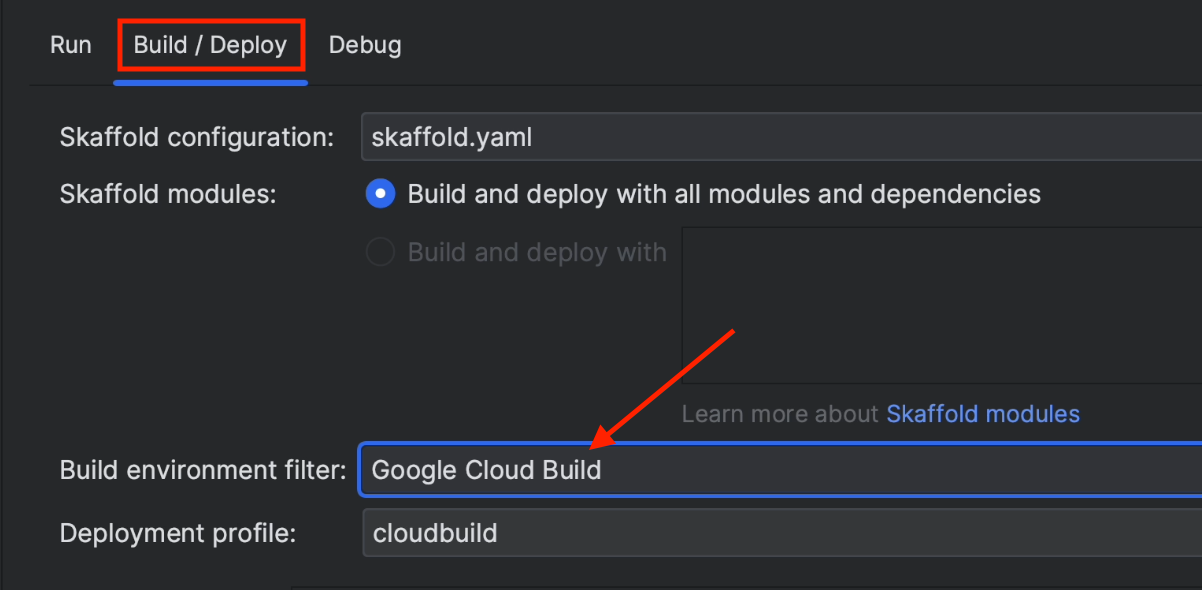 Run Build / Deploy Debug
Skaffold configuration: skaffold.yaml
Skaffold modules: Build and deploy with all modules and dependencies
Build and deploy with
Learn more about Skaffold modules
Build environment filter: Google Cloud Build
Deployment profile: cloudbuild